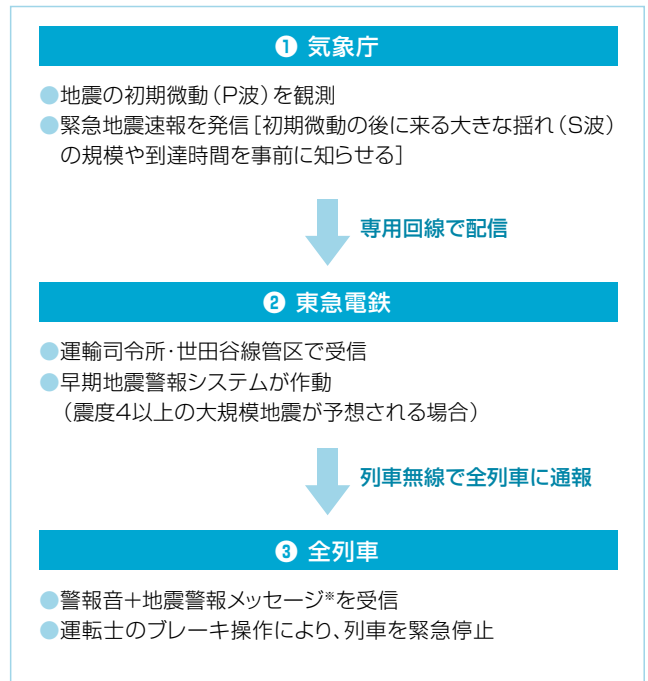 ❶ 気象庁
●地震の初期微動(P波)を観測
●緊急地震速報を発信[初期微動の後に来る大きな揺れ(S波)
の規模や到達時間を事前に知らせる]
専用回線で配信
❷ 東急電鉄
●運輸司令所・世田谷線管区で受信
●早期地震警報システムが作動
(震度4以上の大規模地震が予想される場合)
列車無線で全列車に通報
❸ 全列車
●警報音+地震警報メッセージ※を受信
●運転士のブレーキ操作により、列車を緊急停止